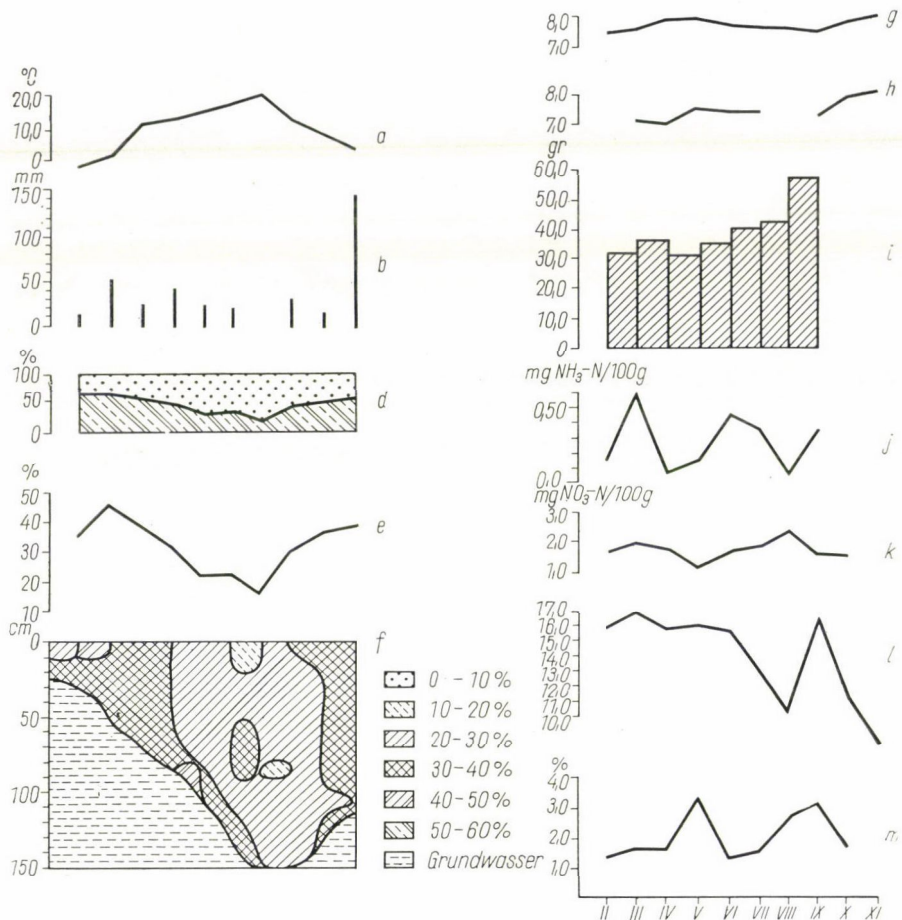 °C
20,0
10,0
0
a
mm
150
100
50
0
b
%
100
50
0
d
%
50
40
30
20
10
e
cm
0
50
100
150
f
0 – 10 %
10 – 20 %
20 – 30 %
30 – 40 %
40 – 50 %
50 – 60 %
Grundwasser
8,0
7,0
g
8,0
7,0
h
gr
60,0
50,0
40,0
30,0
20,0
10,0
0
i
mg NH₃-N/100g
0,50
0,0
j
mg NO₃-N/100g
3,0
2,0
1,0
k
17,0
16,0
15,0
14,0
13,0
12,0
11,0
10,0
l
%
4,0
3,0
2,0
1,0
m
II III IV V VI VII VIII IX X XI